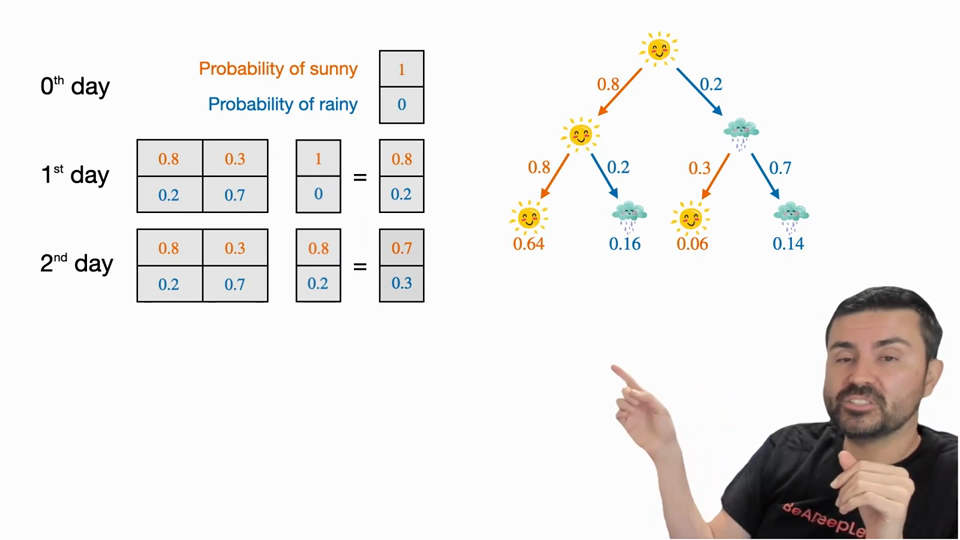 Probability of sunny 1
0th day
Probability of rainy 0
0.8 0.3 1 0.8
1st day =
0.2 0.7 0 0.2
0.8 0.3 0.8 0.7
2nd day =
0.2 0.7 0.2 0.3
0.8 0.2
0.8 0.2 0.3 0.7
0.64 0.16 0.06 0.14